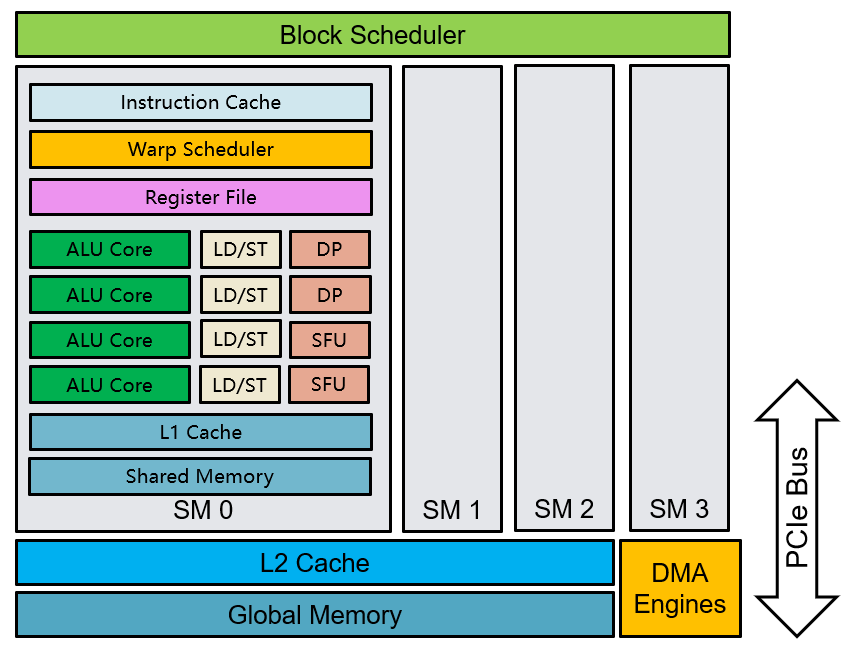 Block Scheduler
Instruction Cache
Warp Scheduler
Register File
ALU Core LD/ST DP
ALU Core LD/ST DP
ALU Core LD/ST SFU
ALU Core LD/ST SFU
L1 Cache
Shared Memory
SM 0 SM 1 SM 2 SM 3
L2 Cache
Global Memory
DMA
Engines
PCIe Bus